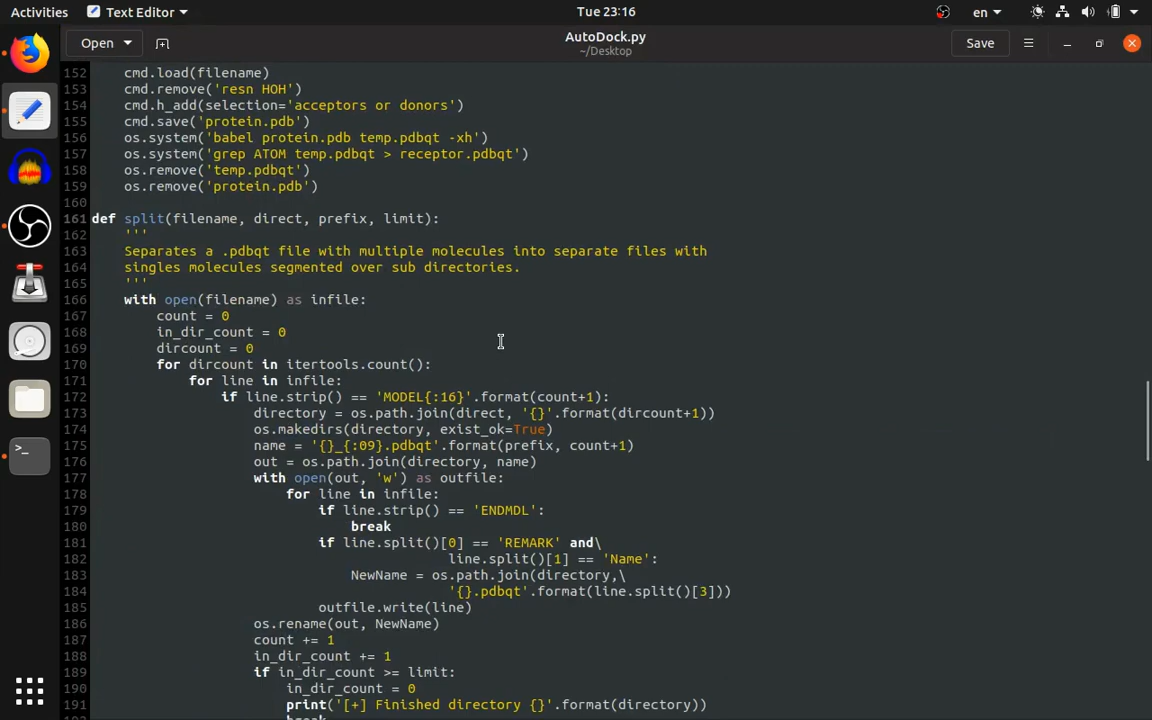 Activities Text Editor Tue 23:16 en
Open AutoDock.py Save
~/Desktop
152 cmd.load(filename)
153 cmd.remove('resn HOH')
154 cmd.h_add(selection='acceptors or donors')
155 cmd.save('protein.pdb')
156 os.system('babel protein.pdb temp.pdbqt -xh')
157 os.system('grep ATOM temp.pdbqt > receptor.pdbqt')
158 os.remove('temp.pdbqt')
159 os.remove('protein.pdb')
160
161 def split(filename, direct, prefix, limit):
162 '''
163 Separates a .pdbqt file with multiple molecules into separate files with
164 singles molecules segmented over sub directories.
165 '''
166 with open(filename) as infile:
167 count = 0
168 in_dir_count = 0
169 dircount = 0
170 for dircount in itertools.count():
171 for line in infile:
172 if line.strip() == 'MODEL{:16}'.format(count+1):
173 directory = os.path.join(direct, '{}'.format(dircount+1))
174 os.makedirs(directory, exist_ok=True)
175 name = '{}_{:09}.pdbqt'.format(prefix, count+1)
176 out = os.path.join(directory, name)
177 with open(out, 'w') as outfile:
178 for line in infile:
179 if line.strip() == 'ENDMDL':
180 break
181 if line.split()[0] == 'REMARK' and\
182 line.split()[1] == 'Name':
183 NewName = os.path.join(directory,\
184 '{}.pdbqt'.format(line.split()[3]))
185 outfile.write(line)
186 os.rename(out, NewName)
187 count += 1
188 in_dir_count += 1
189 if in_dir_count >= limit:
190 in_dir_count = 0
191 print('[+] Finished directory {}'.format(directory))
192 break